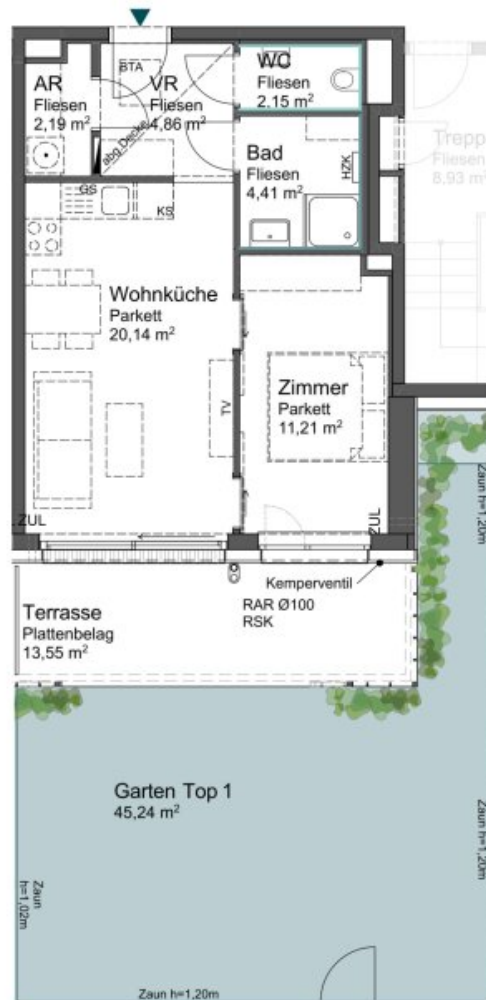 AR
Fliesen
2,19 m²
BTA
VR
Fliesen
4,86 m²
abg.Decke
WC
Fliesen
2.15 m²
Bad
Fliesen
4,41 m²
HZK
Trepp
Fliesen
8,93 m²
GS
KS
Wohnküche
Parkett
20,14 m²
TV
Zimmer
Parkett
11,21 m²
ZUL
ZUL
Zaun h=1,20m
Kemperventil
RAR Ø100
RSK
Terrasse
Plattenbelag
13,55 m²
Garten Top 1
45,24 m²
Zaun h=1,20m
Zaun
h=1,02m
Zaun h=1,20m